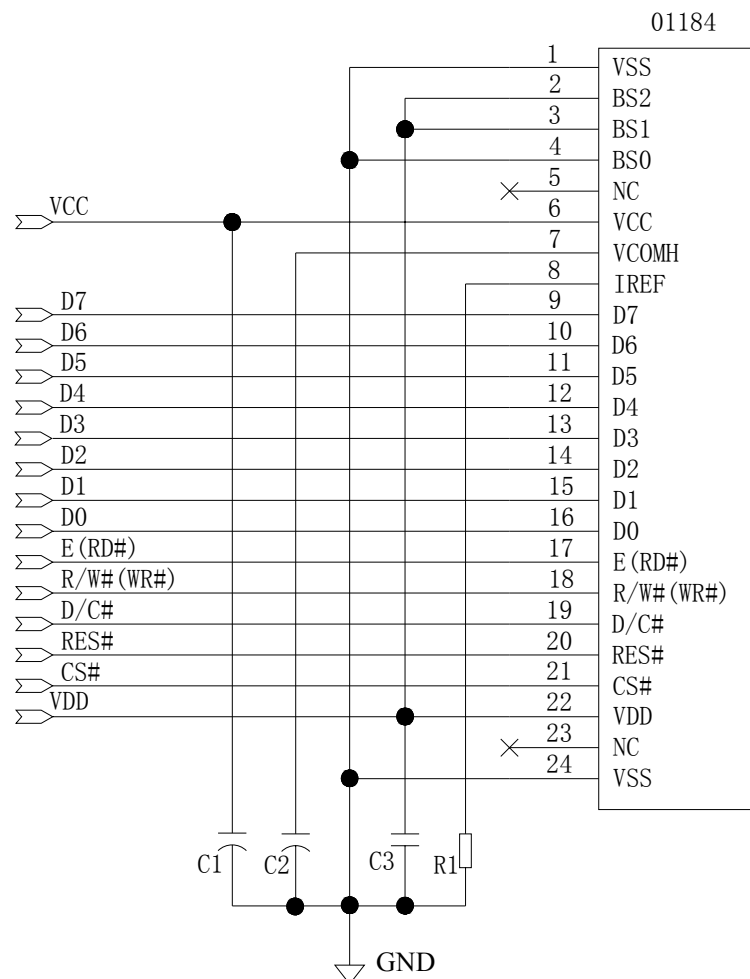 01184
1 VSS
2 BS2
3 BS1
4 BS0
5 NC
VCC 6 VCC
7 VCOMH
8 IREF
D7 9 D7
D6 10 D6
D5 11 D5
D4 12 D4
D3 13 D3
D2 14 D2
D1 15 D1
D0 16 D0
E(RD#) 17 E(RD#)
R/W#(WR#) 18 R/W#(WR#)
D/C# 19 D/C#
RES# 20 RES#
CS# 21 CS#
VDD 22 VDD
23 NC
24 VSS
C1 C2 C3 R1
GND